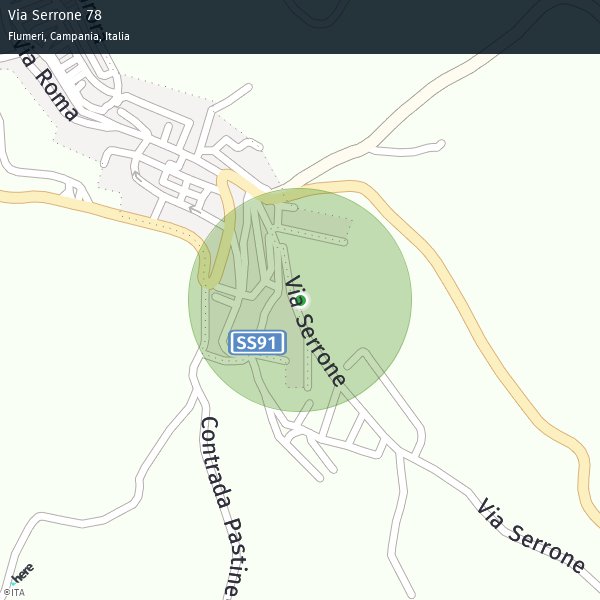 Via Serrone 78
Flumeri, Campania, Italia
Via Roma
Via Serrone
SS91
Contrada Pastine
Via Serrone
here
©ITA